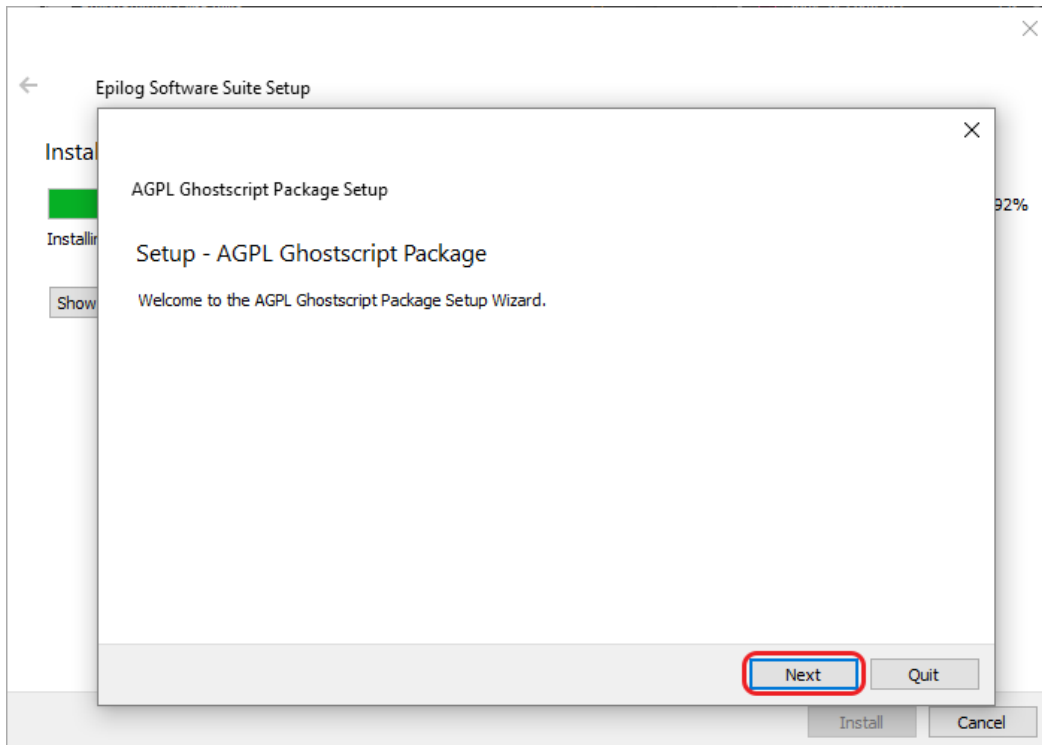 Epilog Software Suite Setup
Instal
92%
Installin
Show
AGPL Ghostscript Package Setup
Setup - AGPL Ghostscript Package
Welcome to the AGPL Ghostscript Package Setup Wizard.
Next
Quit
Install
Cancel